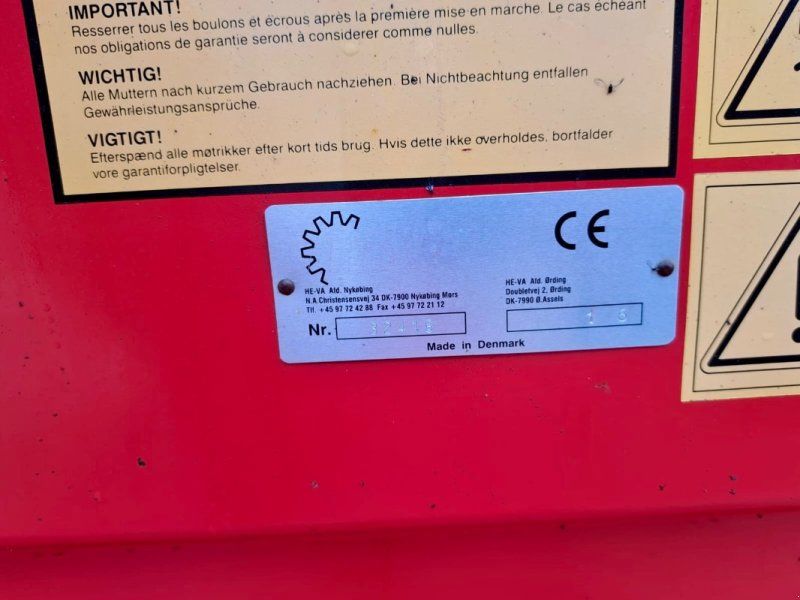 IMPORTANT!
Resserrer tous les boulons et écrous après la première mise en marche. Le cas échéant
nos obligations de garantie seront à considerer comme nulles.
WICHTIG!
Alle Muttern nach kurzem Gebrauch nachziehen. Bei Nichtbeachtung entfallen
Gewährleistungsansprüche.
VIGTIGT!
Efterspænd alle møtrikker efter kort tids brug. Hvis dette ikke overholdes, bortfalder
vore garantiforpligtelser.
CE
HE-VA Afd. Nykøbing
N.A.Christensensvej 34 DK-7900 Nykøbing Mors
Tlf. +45 97 72 42 88 Fax +45 97 72 21 12
HE-VA Afd. Ørding
Doubletvej 2, Ørding
DK-7990 Ø.Assels
Nr.
Made in Denmark